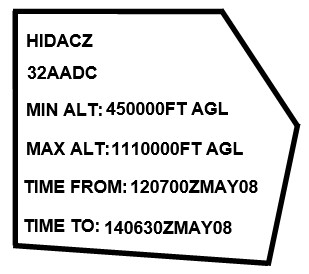 HIDACZ
32AADC
MIN ALT: 450000FT AGL
MAX ALT:1110000FT AGL
TIME FROM: 120700ZMAY08
TIME TO: 140630ZMAY08